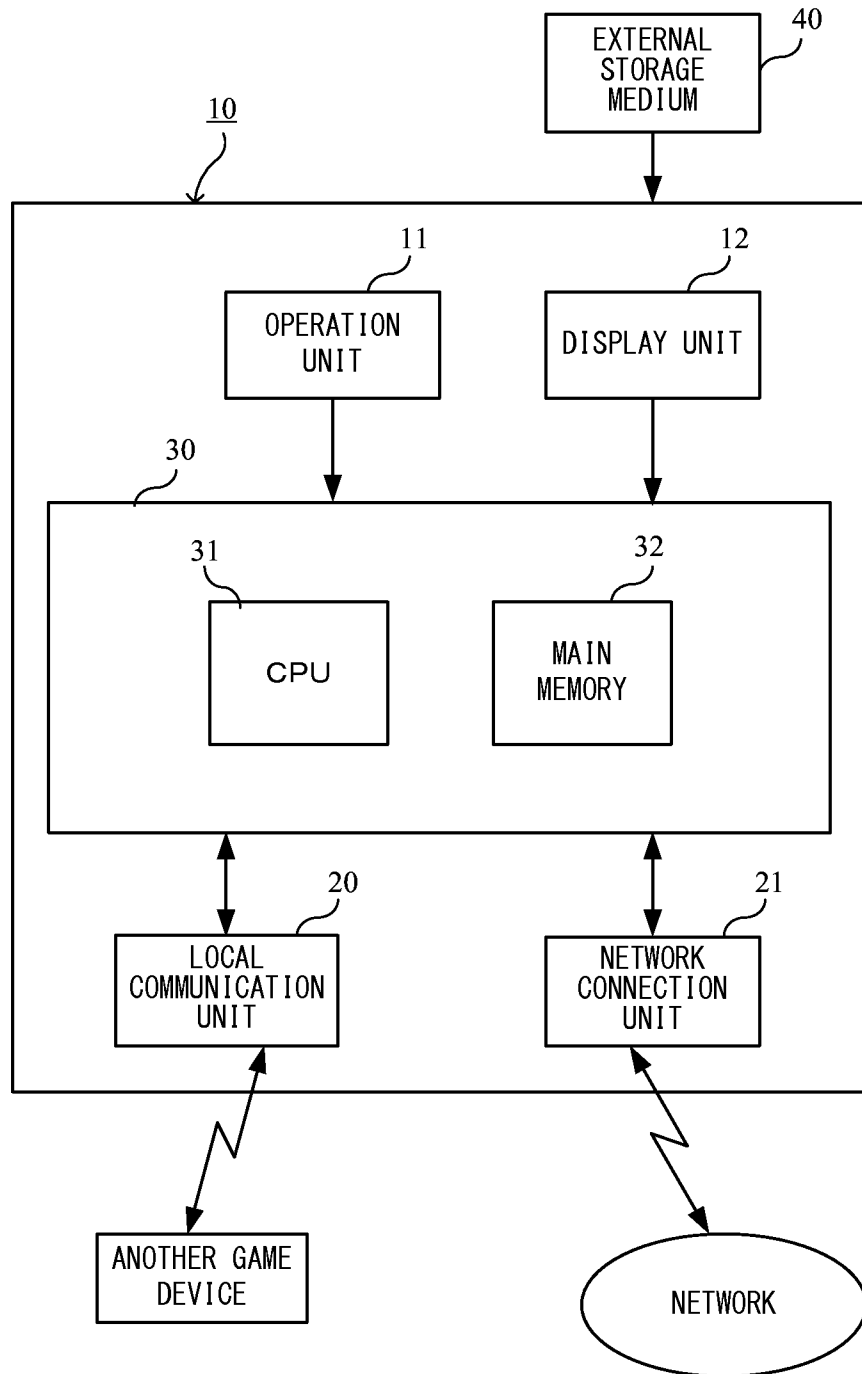 40
EXTERNAL
STORAGE
MEDIUM
10
11
12
OPERATION
UNIT
DISPLAY UNIT
30
31
32
CPU
MAIN
MEMORY
20
21
LOCAL
COMMUNICATION
UNIT
NETWORK
CONNECTION
UNIT
ANOTHER GAME
DEVICE
NETWORK